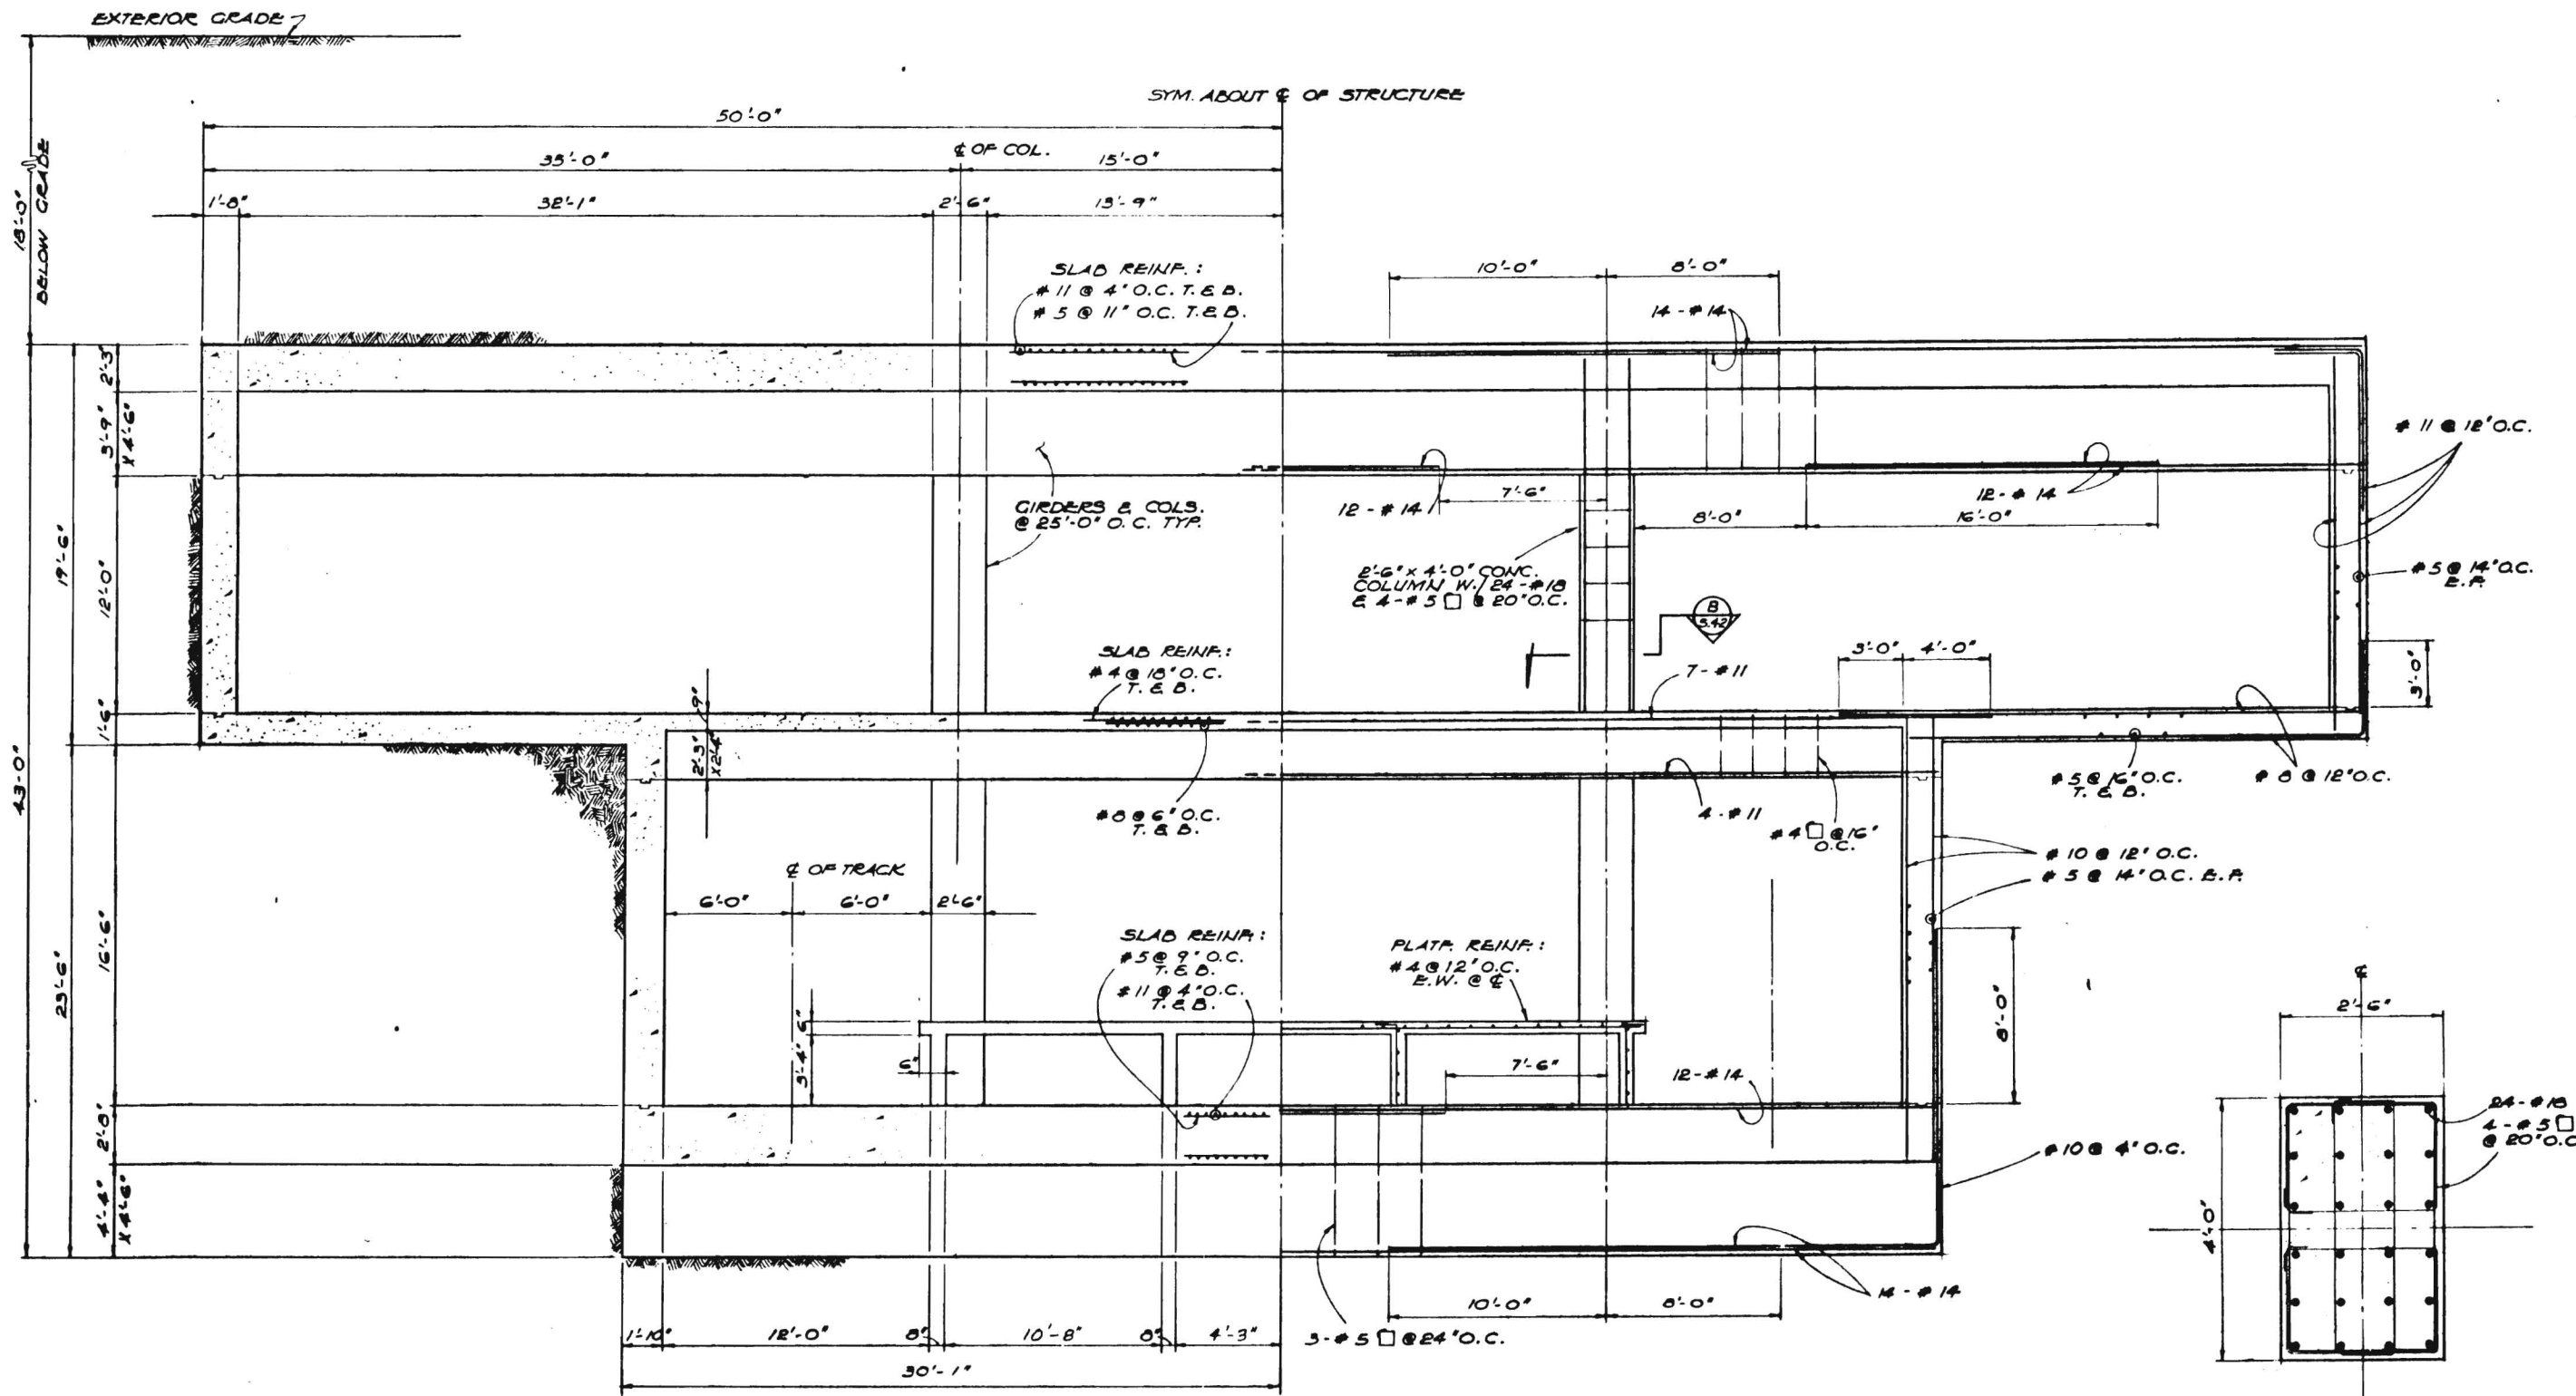 EXTERIOR GRADE
SYM. ABOUT ℄ OF STRUCTURE
50'-0"
℄ OF COL.
35'-0"
15'-0"
1'-8"
32'-1"
2'-6"
13'-9"
18'-0"
BELOW GRADE
SLAB REINF.:
#11 @ 4" O.C. T. & B.
#5 @ 11" O.C. T. & B.
10'-0"
8'-0"
14-#14
2'-3"
3'-9"
X 4'-6"
12'-0"
1'-6"
19'-6"
43'-0"
GIRDERS & COLS.
@ 25'-0" O.C. TYP.
12-#14
7'-6"
8'-0"
16'-0"
12-#14
#11 @ 12" O.C.
#5 @ 14" O.C.
E.F.
2'-6" X 4'-0" CONC.
COLUMN W./24-#18
& 4-#5 □ @ 20" O.C.
B
S.42
SLAB REINF.:
#4 @ 18" O.C.
T. & B.
7-#11
3'-0"
4'-0"
3'-0"
9"
2'-3"
X2'-4"
#8 @ 6" O.C.
T. & B.
4-#11
#4 □ @ 16"
O.C.
#5 @ 16" O.C.
T. & B.
#8 @ 12" O.C.
#10 @ 12" O.C.
#5 @ 14" O.C. E.F.
℄ OF TRACK
6'-0"
6'-0"
2'-6"
16'-6"
23'-6"
SLAB REINF.:
#5 @ 9" O.C.
T. & B.
#11 @ 4" O.C.
T. & B.
PLATF. REINF.:
#4 @ 12" O.C.
E.W. @ ℄
8'-0"
6"
3'-4"
6"
7'-6"
12-#14
2'-8"
4'-4"
X 4'-6"
#10 @ 4" O.C.
14-#14
10'-0"
8'-0"
3-#5 □ @ 24" O.C.
1'-10"
12'-0"
8"
10'-8"
8"
4'-3"
30'-1"
℄
2'-6"
4'-0"
24-#18
4-#5 □
@ 20" O.C